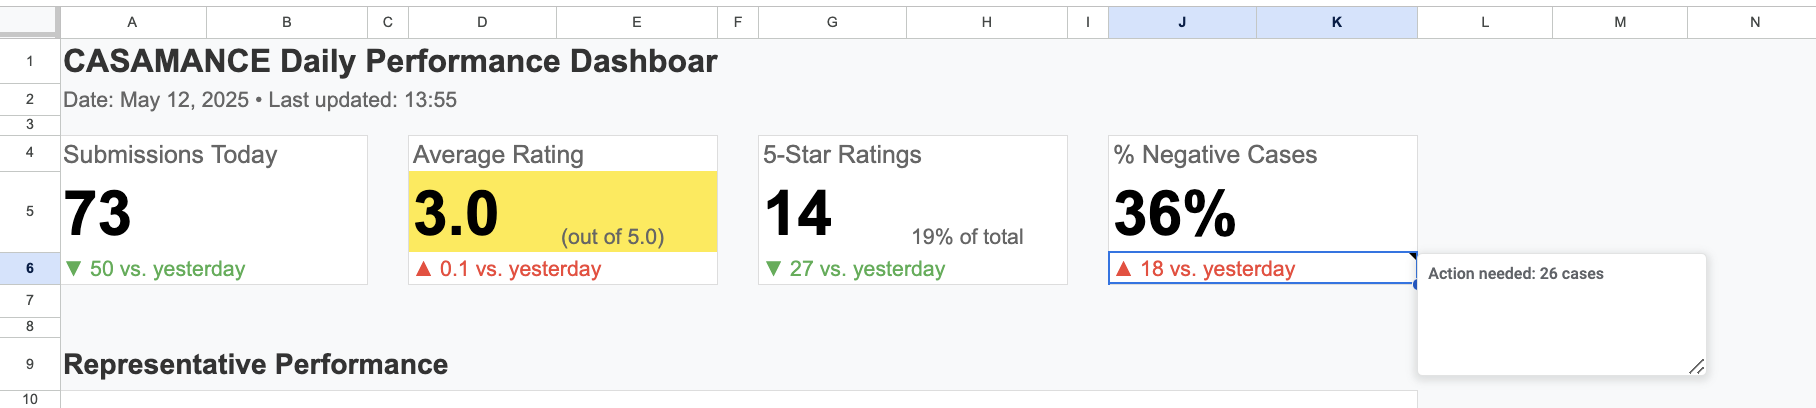 A B C D E F G H I J K L M N
1 CASAMANCE Daily Performance Dashboar
2 Date: May 12, 2025 • Last updated: 13:55
3
4 Submissions Today Average Rating 5-Star Ratings % Negative Cases
5 73 3.0 (out of 5.0) 14 19% of total 36%
6 ▼ 50 vs. yesterday ▲ 0.1 vs. yesterday ▼ 27 vs. yesterday ▲ 18 vs. yesterday Action needed: 26 cases
7
8
9 Representative Performance
10